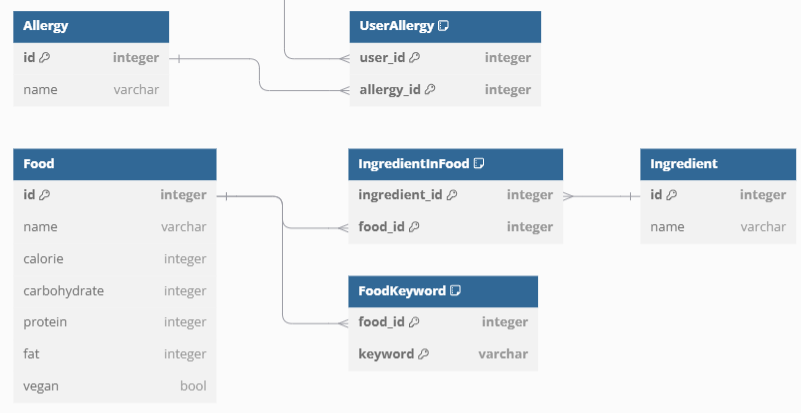 Allergy
id integer
name varchar
UserAllergy
user_id integer
allergy_id integer
Food
id integer
name varchar
calorie integer
carbohydrate integer
protein integer
fat integer
vegan bool
IngredientInFood
ingredient_id integer
food_id integer
Ingredient
id integer
name varchar
FoodKeyword
food_id integer
keyword varchar